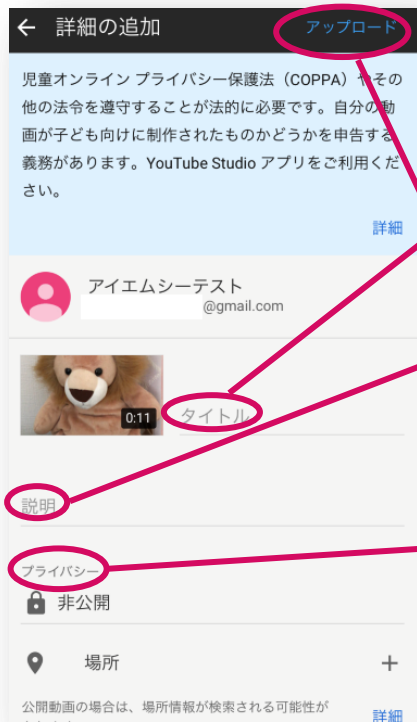 ← 詳細の追加 アップロード
児童オンライン プライバシー保護法（COPPA）やその
他の法令を遵守することが法的に必要です。自分の動
画が子ども向けに制作されたものかどうかを申告する
義務があります。YouTube Studio アプリをご利用くだ
さい。
詳細
アイエムシーテスト
@gmail.com
0:11 タイトル
説明
プライバシー
非公開
場所 +
公開動画の場合は、場所情報が検索される可能性が
詳細